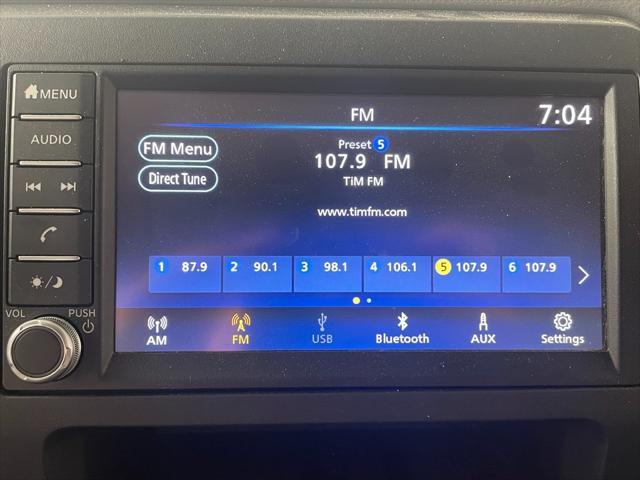 MENU
AUDIO
VOL PUSH
FM 7:04
FM Menu
Direct Tune
Preset 5
107.9 FM
TiM FM
www.timfm.com
1 87.9 2 90.1 3 98.1 4 106.1 5 107.9 6 107.9
AM FM USB Bluetooth AUX Settings